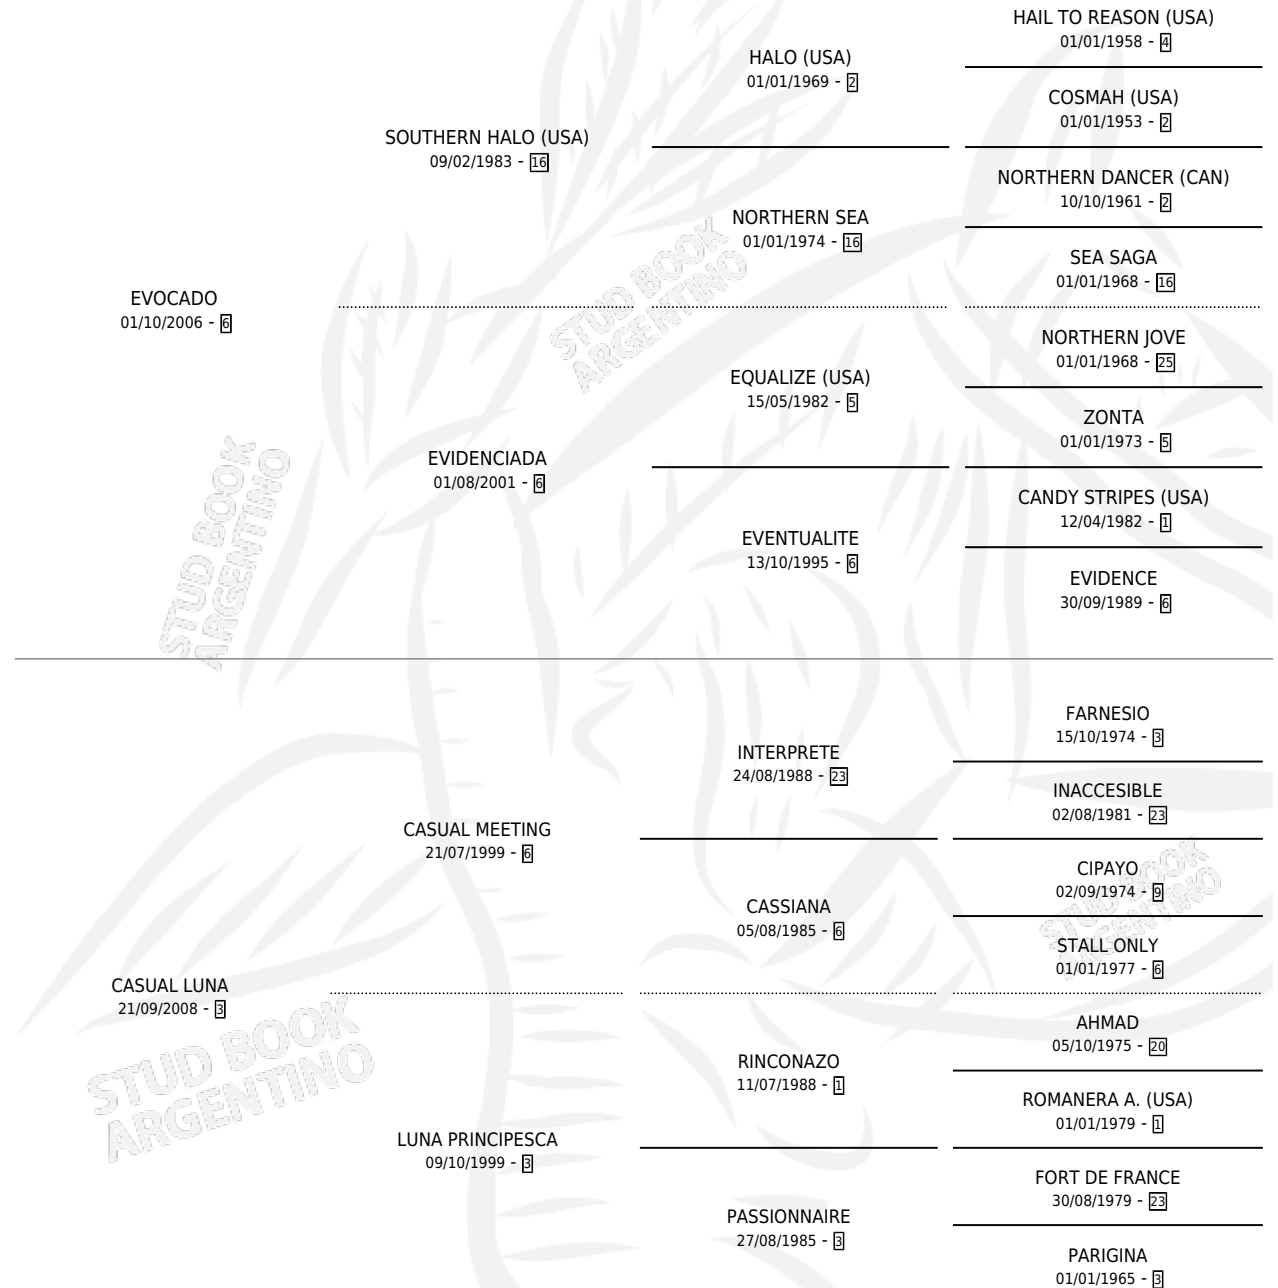 HAIL TO REASON (USA)
01/01/1958 - 4
HALO (USA)
01/01/1969 - 2
COSMAH (USA)
01/01/1953 - 2
SOUTHERN HALO (USA)
09/02/1983 - 16
NORTHERN DANCER (CAN)
10/10/1961 - 2
NORTHERN SEA
01/01/1974 - 16
SEA SAGA
01/01/1968 - 16
STUD BOOK
ARGENTINO
EVOCADO
01/10/2006 - 6
NORTHERN JOVE
01/01/1968 - 25
EQUALIZE (USA)
15/05/1982 - 5
ZONTA
01/01/1973 - 5
EVIDENCIADA
01/08/2001 - 6
CANDY STRIPES (USA)
12/04/1982 - 1
EVENTUALITE
13/10/1995 - 6
EVIDENCE
30/09/1989 - 6
STUD BOOK
ARGENTINO
FARNESIO
15/10/1974 - 3
INTERPRETE
24/08/1988 - 23
INACCESIBLE
02/08/1981 - 23
CASUAL MEETING
21/07/1999 - 6
CIPAYO
02/09/1974 - 9
CASSIANA
05/08/1985 - 6
STALL ONLY
01/01/1977 - 6
STUD BOOK
ARGENTINO
CASUAL LUNA
21/09/2008 - 3
AHMAD
05/10/1975 - 20
RINCONAZO
11/07/1988 - 1
ROMANERA A. (USA)
01/01/1979 - 1
STUD BOOK
ARGENTINO
LUNA PRINCIPESCA
09/10/1999 - 3
FORT DE FRANCE
30/08/1979 - 23
PASSIONNAIRE
27/08/1985 - 3
PARIGINA
01/01/1965 - 3